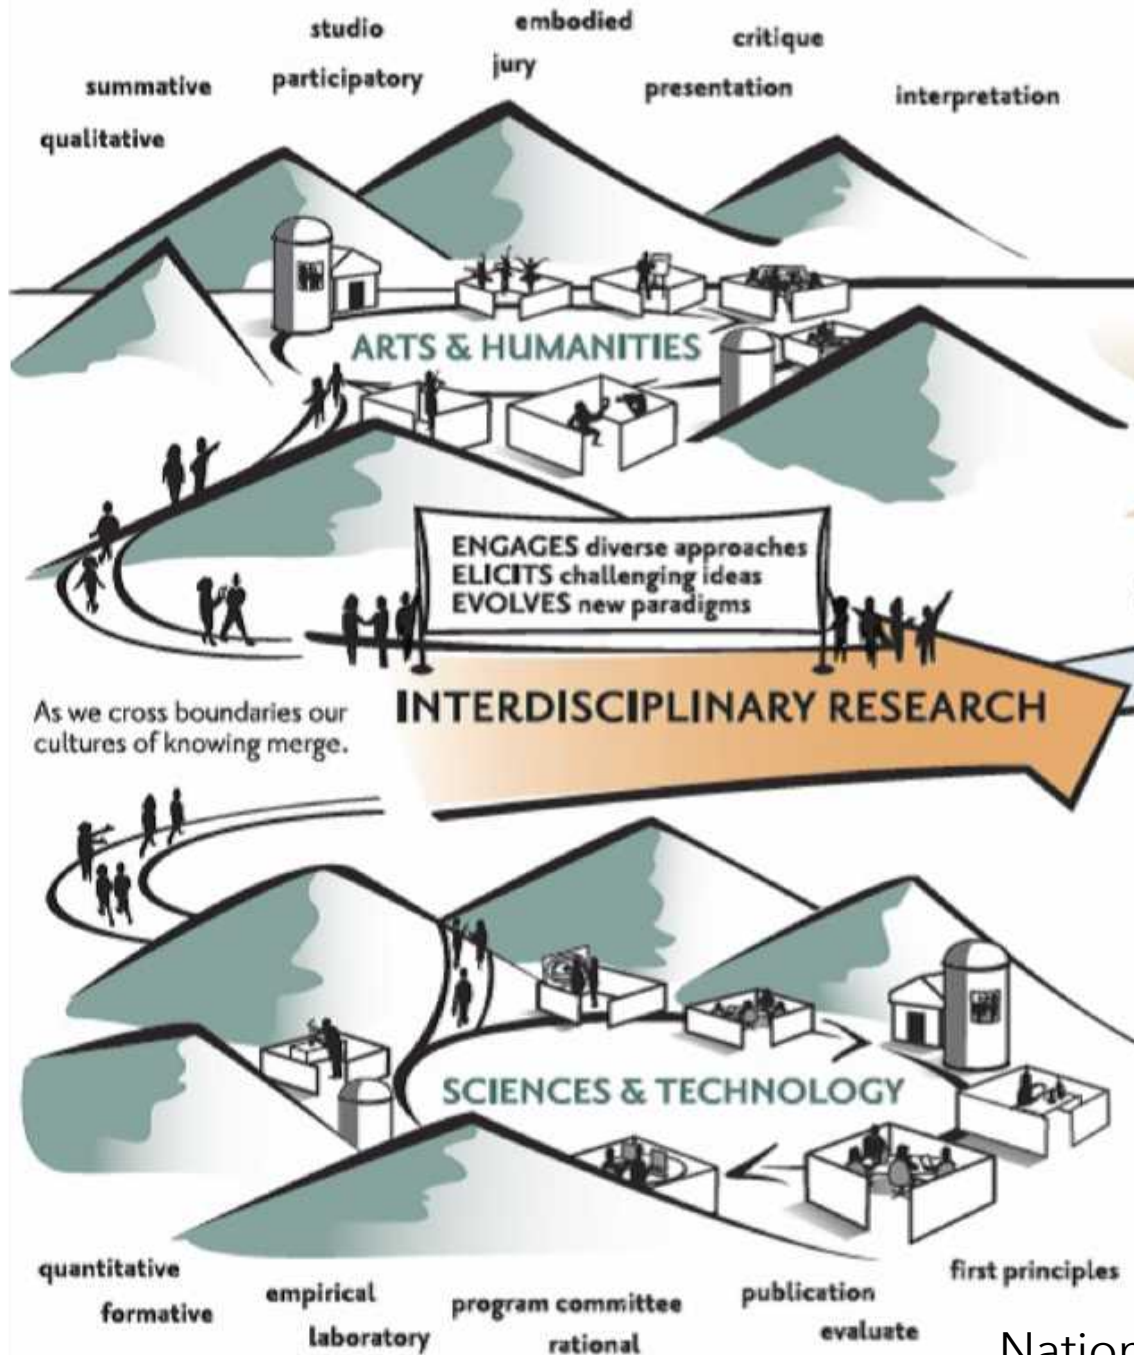 studio
embodied
critique
summative
participatory
jury
presentation
interpretation
qualitative
ARTS & HUMANITIES
ENGAGES diverse approaches
ELICITS challenging ideas
EVOLVES new paradigms
INTERDISCIPLINARY RESEARCH
As we cross boundaries our
cultures of knowing merge.
SCIENCES & TECHNOLOGY
quantitative
formative
empirical
laboratory
program committee
rational
publication
evaluate
first principles